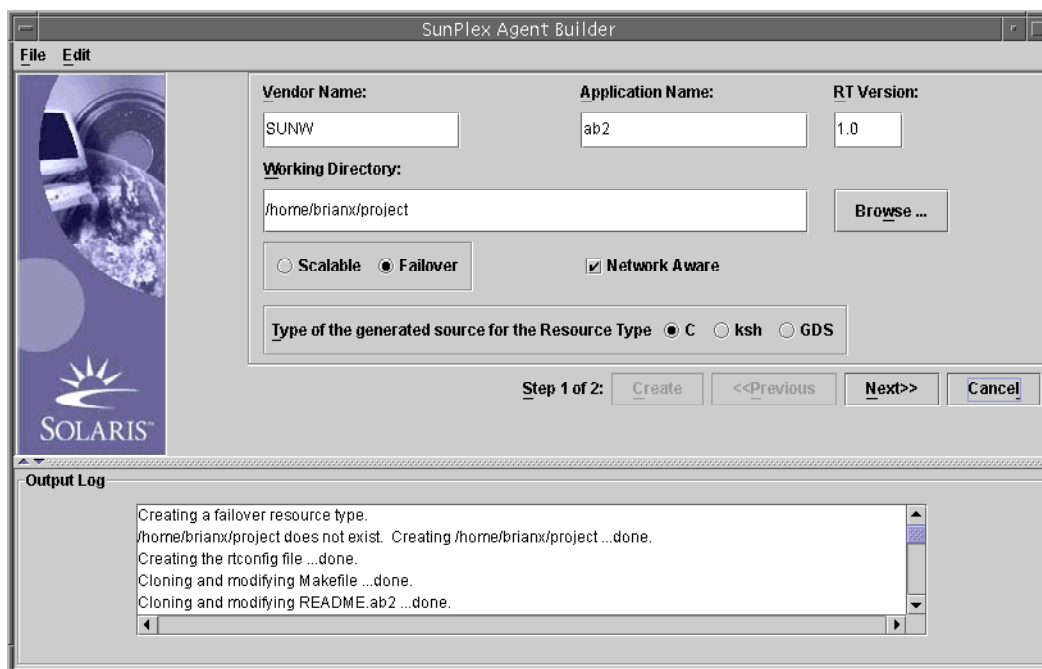 SunPlex Agent Builder
File Edit
Vendor Name: Application Name: RT Version:
SUNW ab2 1.0
Working Directory:
/home/brianx/project Browse ...
Scalable Failover Network Aware
Type of the generated source for the Resource Type C ksh GDS
Step 1 of 2: Create <<Previous Next>> Cancel
SOLARIS™
Output Log
Creating a failover resource type.
/home/brianx/project does not exist. Creating /home/brianx/project ...done.
Creating the rtconfig file ...done.
Cloning and modifying Makefile ...done.
Cloning and modifying README.ab2 ...done.